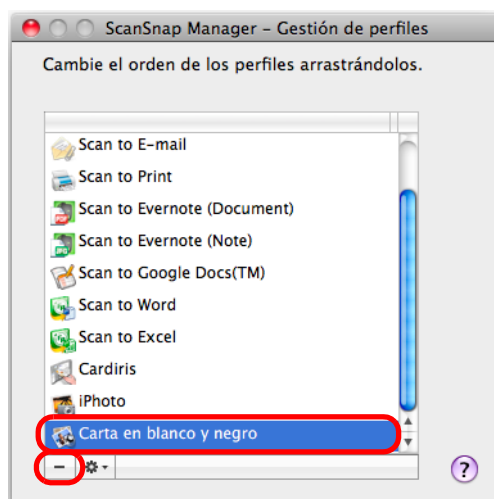 ScanSnap Manager – Gestión de perfiles
Cambie el orden de los perfiles arrastrándolos.
Scan to E-mail
Scan to Print
Scan to Evernote (Document)
Scan to Evernote (Note)
Scan to Google Docs(TM)
Scan to Word
Scan to Excel
Cardiris
iPhoto
Carta en blanco y negro
−
?